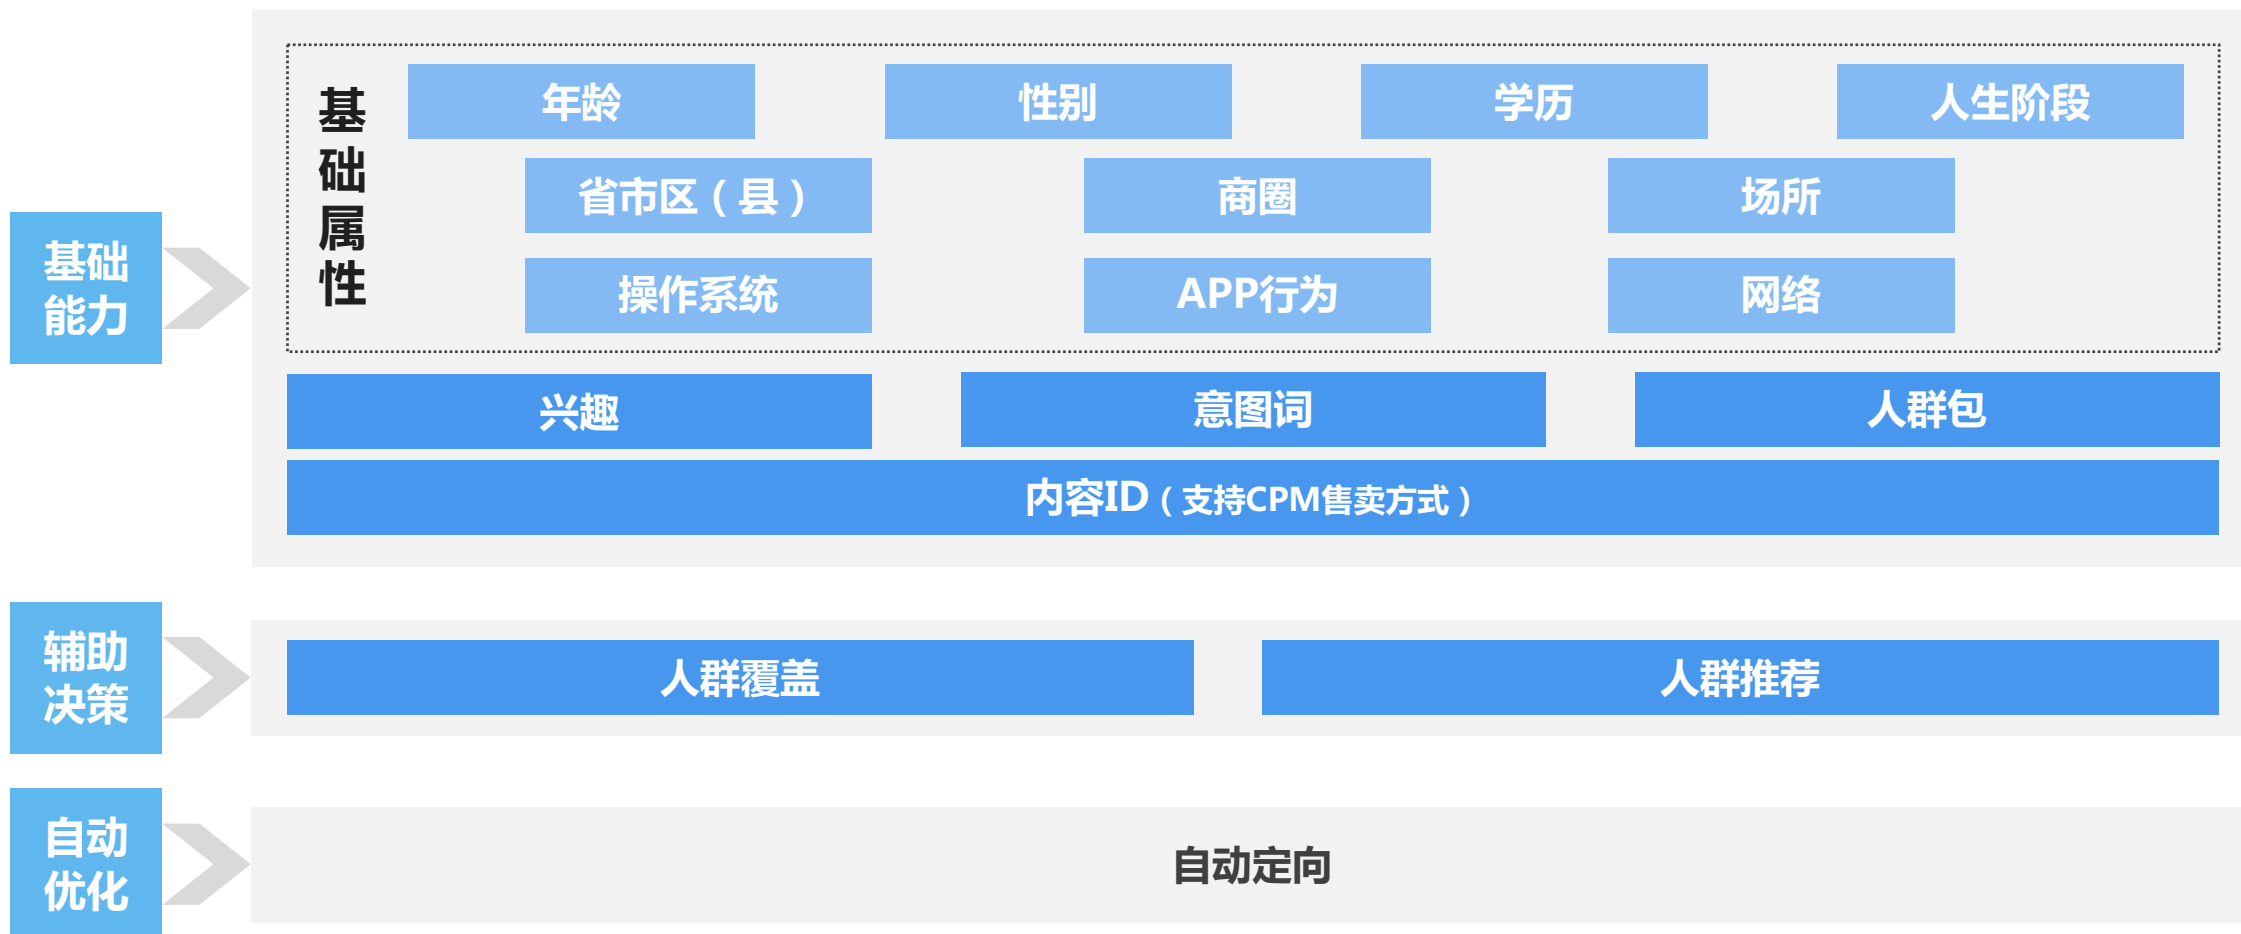 基础
能力
基
础
属
性
年龄
性别
学历
人生阶段
省市区（县）
商圈
场所
操作系统
APP行为
网络
兴趣
意图词
人群包
内容ID（支持CPM售卖方式）
辅助
决策
人群覆盖
人群推荐
自动
优化
自动定向